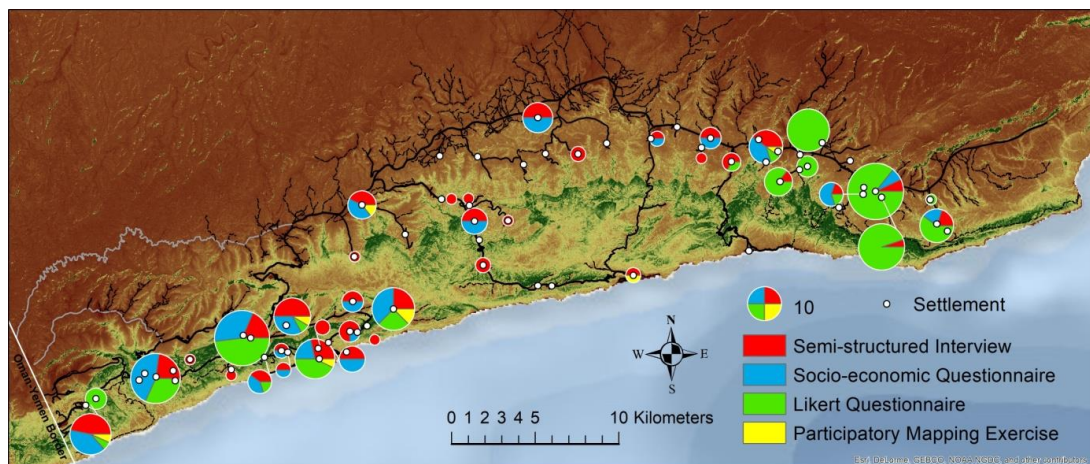 Oman-Yemen Border
N
W E
S
0 1 2 3 4 5 10 Kilometers
10 Settlement
Semi-structured Interview
Socio-economic Questionnaire
Likert Questionnaire
Participatory Mapping Exercise
Esri, DeLorme, GEBCO, NOAA NGDC, and other contributors